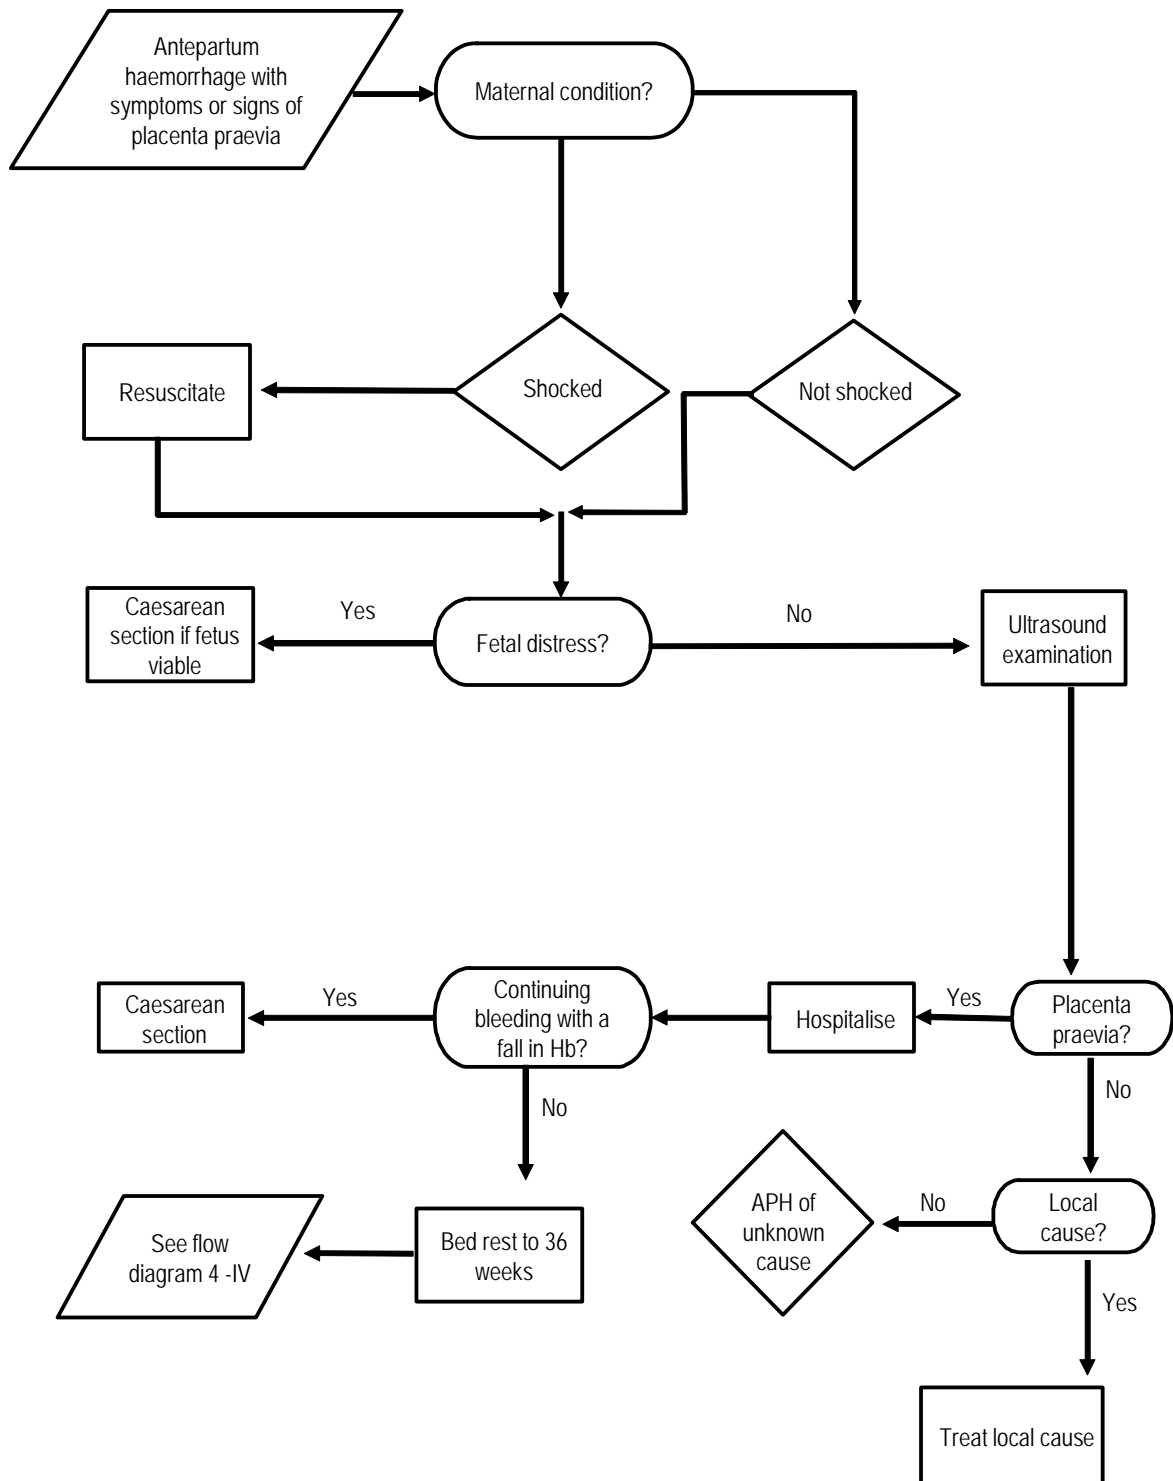 Antepartum
haemorrhage with
symptoms or signs of
placenta praevia
Maternal condition?
Resuscitate
Shocked
Not shocked
Caesarean
section if fetus
viable
Yes
Fetal distress?
No
Ultrasound
examination
Caesarean
section
Yes
Continuing
bleeding with a
fall in Hb?
Hospitalise
Yes
Placenta
praevia?
No
No
See flow
diagram 4 -IV
Bed rest to 36
weeks
APH of
unknown
cause
No
Local
cause?
Yes
Treat local cause